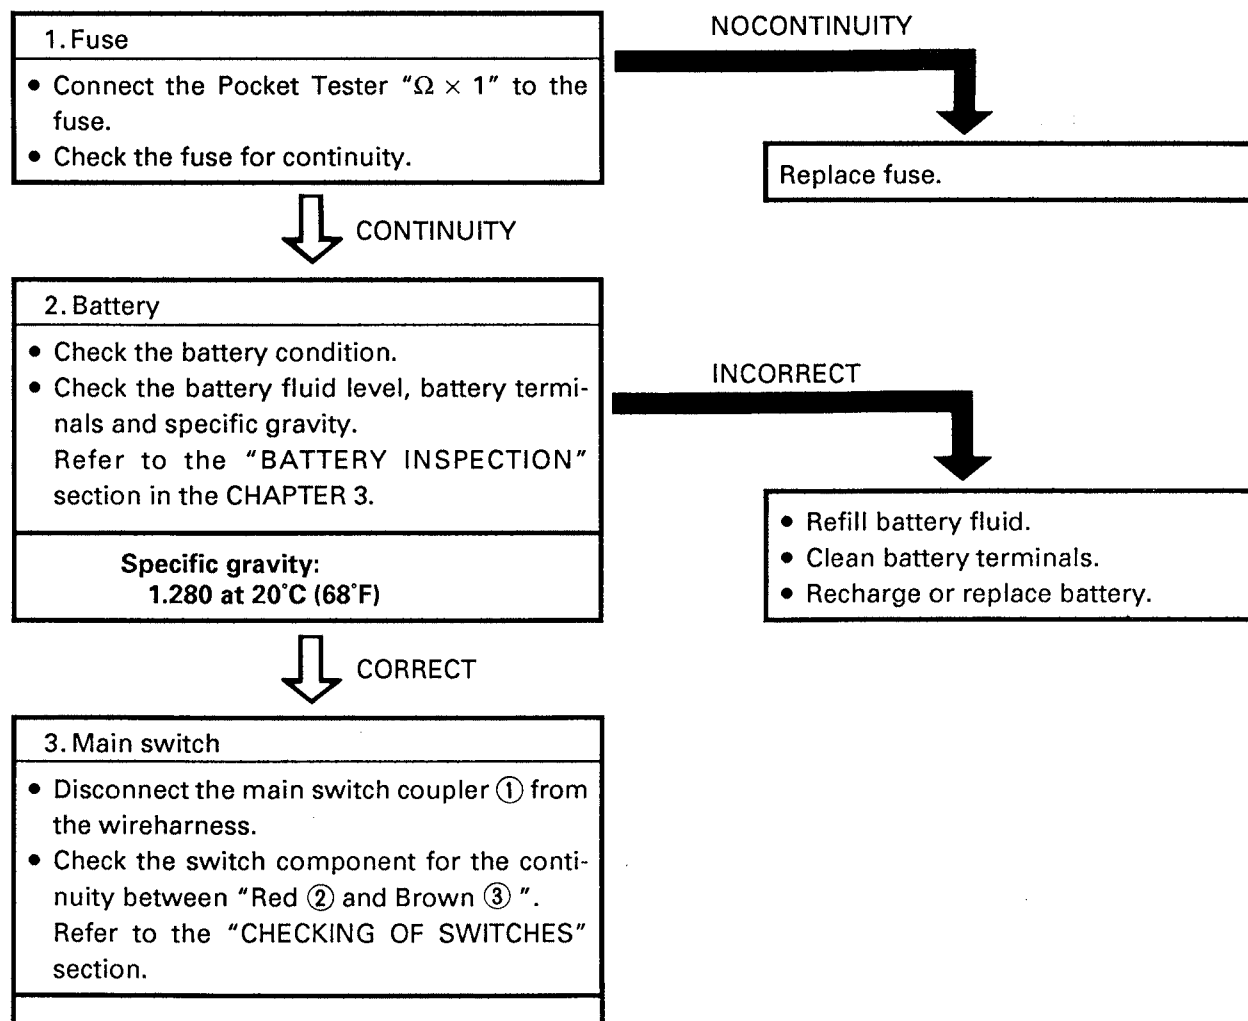 1. Fuse
• Connect the Pocket Tester "Ω × 1" to the
fuse.
• Check the fuse for continuity.
NOCONTINUITY
Replace fuse.
CONTINUITY
2. Battery
• Check the battery condition.
• Check the battery fluid level, battery termi-
nals and specific gravity.
Refer to the "BATTERY INSPECTION"
section in the CHAPTER 3.
Specific gravity:
1.280 at 20°C (68°F)
INCORRECT
• Refill battery fluid.
• Clean battery terminals.
• Recharge or replace battery.
CORRECT
3. Main switch
• Disconnect the main switch coupler ① from
the wireharness.
• Check the switch component for the conti-
nuity between "Red ② and Brown ③ ".
Refer to the "CHECKING OF SWITCHES"
section.